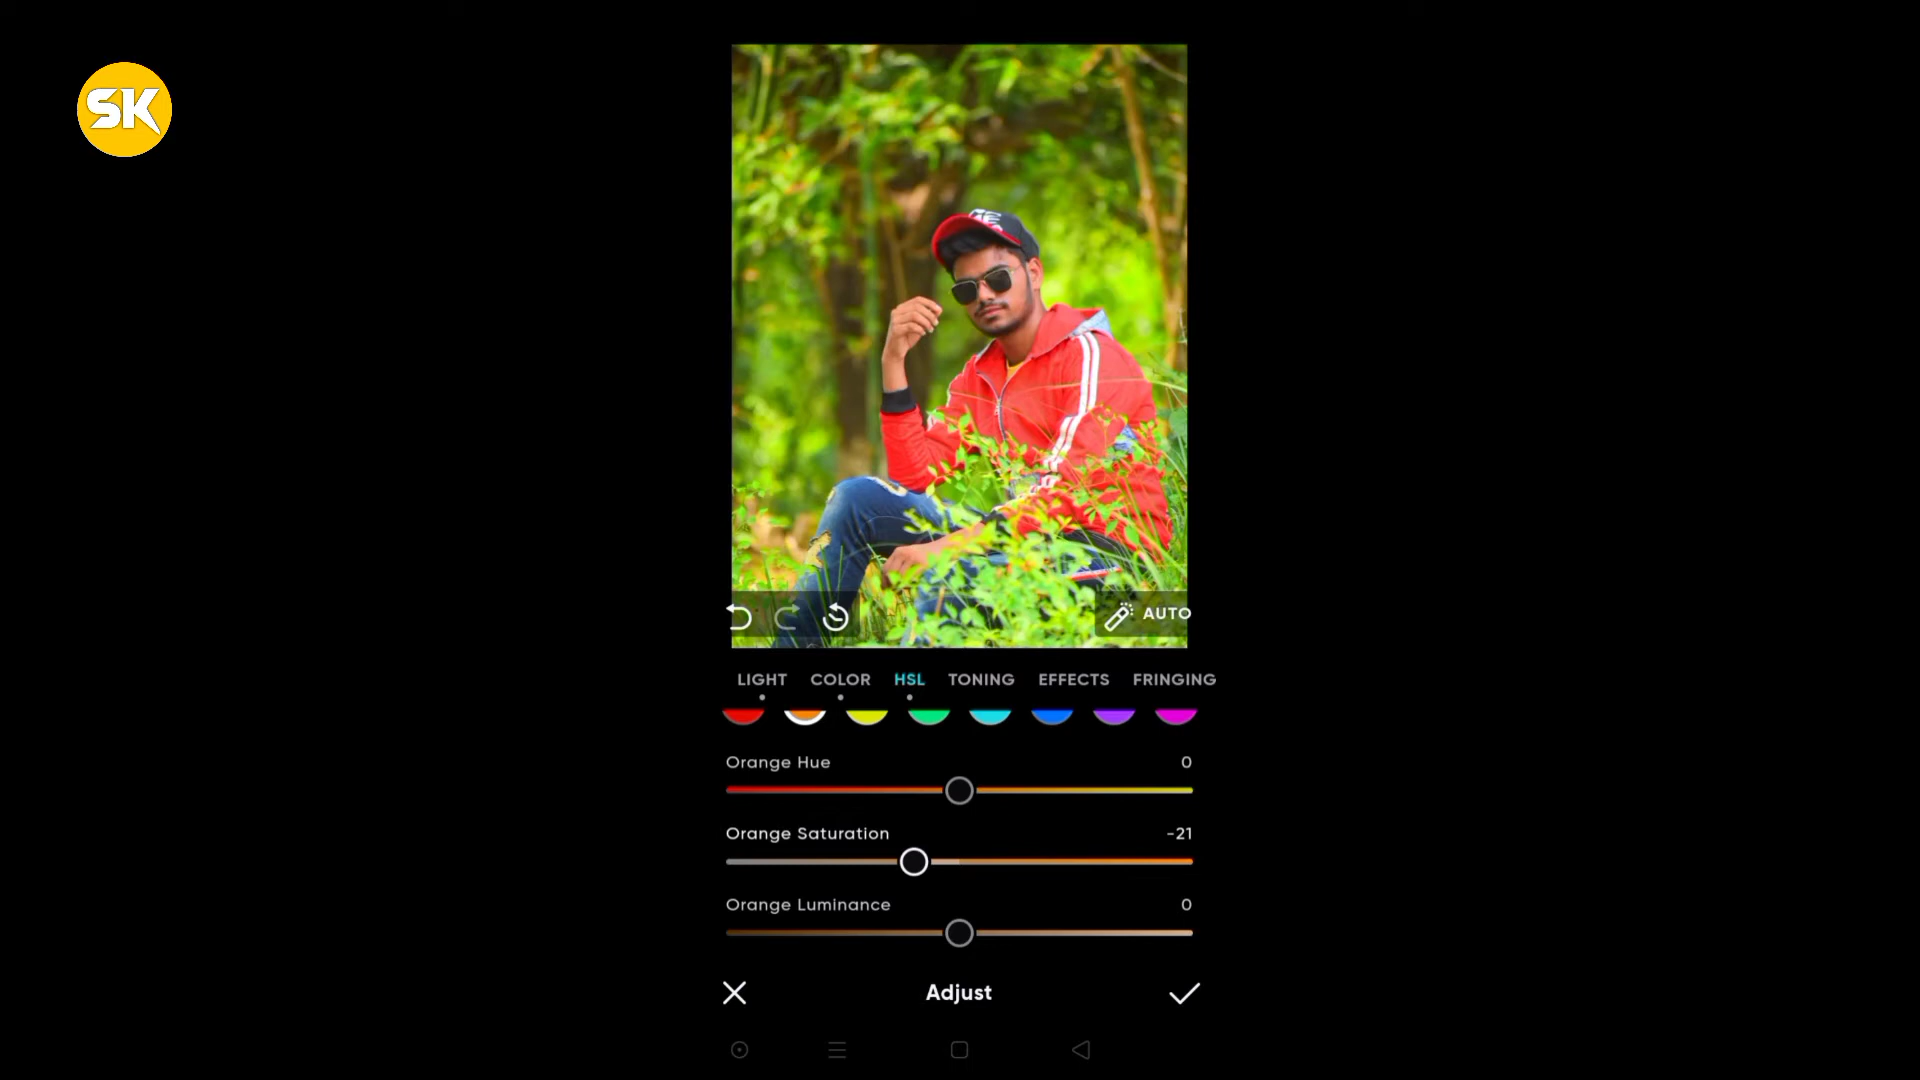 SK
AUTO
LIGHT COLOR HSL TONING EFFECTS FRINGING
Orange Hue 0
Orange Saturation -21
Orange Luminance 0
Adjust